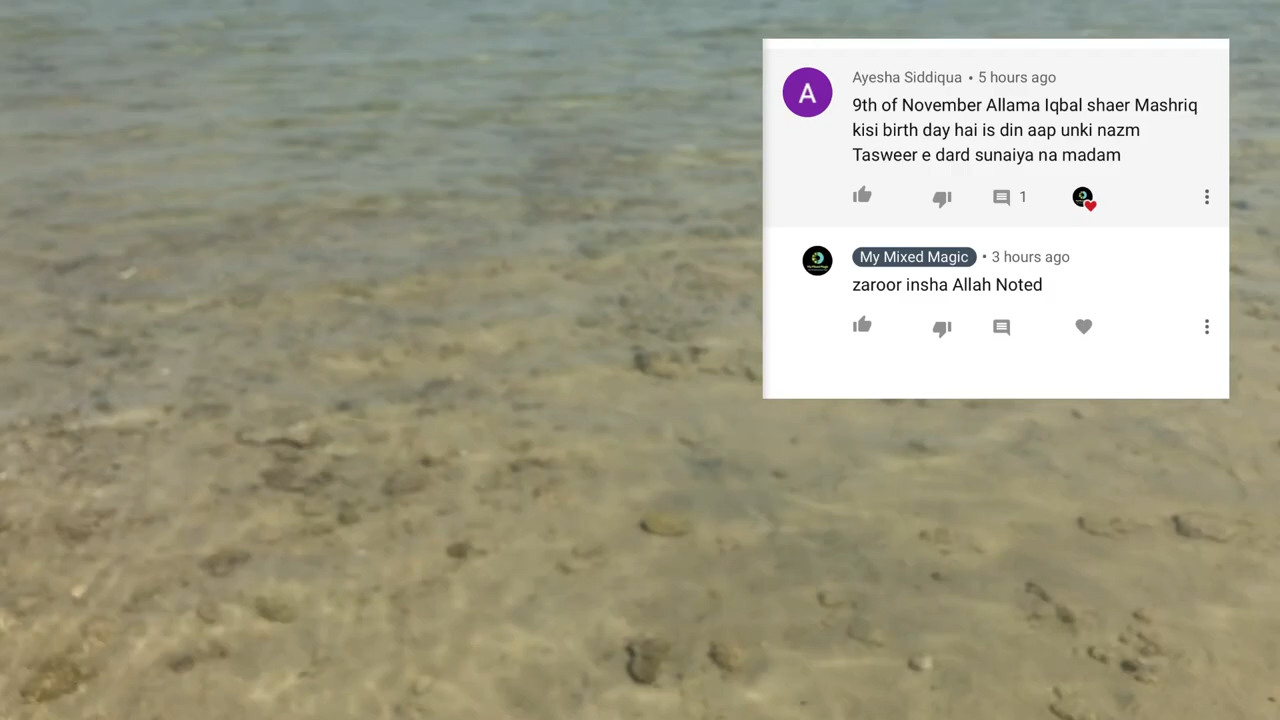 A
Ayesha Siddiqua • 5 hours ago
9th of November Allama Iqbal shaer Mashriq
kisi birth day hai is din aap unki nazm
Tasweer e dard sunaiya na madam
1
My Mixed Magic • 3 hours ago
zaroor insha Allah Noted